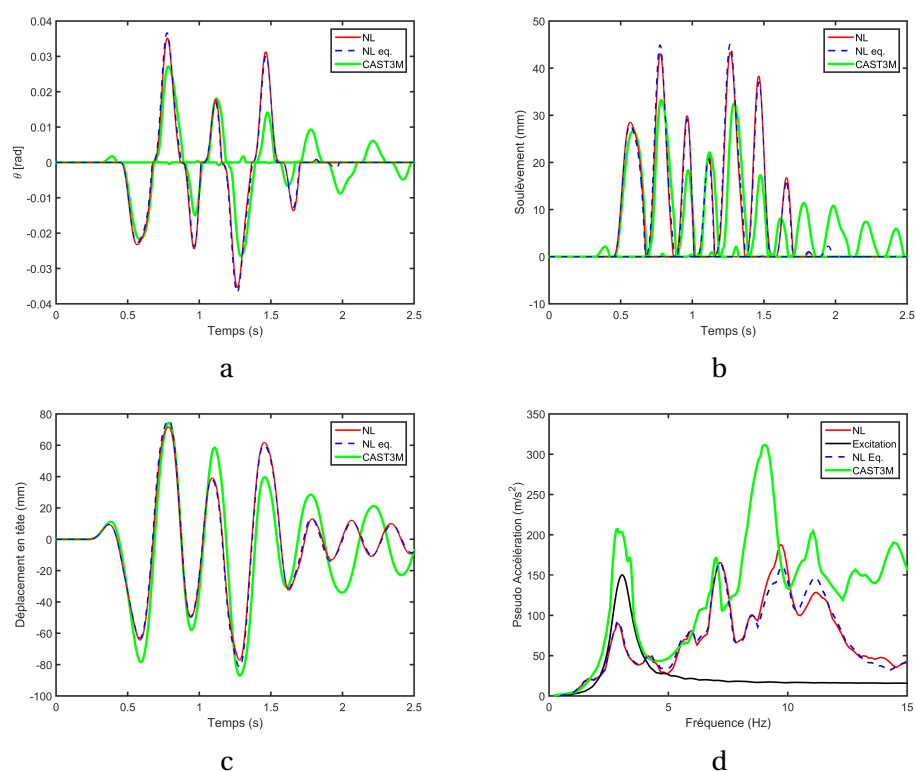 0.04
0.03
0.02
0.01
0
-0.01
-0.02
-0.03
-0.04
θ [rad]
0
0.5
1
1.5
2
2.5
Temps (s)
NL
NL eq.
CAST3M
a
50
40
30
20
10
0
-10
Soulèvement (mm)
0
0.5
1
1.5
2
2.5
Temps (s)
NL
NL eq.
CAST3M
b
80
60
40
20
0
-20
-40
-60
-80
-100
Déplacement en tête (mm)
0
0.5
1
1.5
2
2.5
Temps (s)
NL
NL eq.
CAST3M
c
350
300
250
200
150
100
50
0
Pseudo Accélération (m/s²)
0
5
10
15
Fréquence (Hz)
NL
Excitation
NL Eq.
CAST3M
d